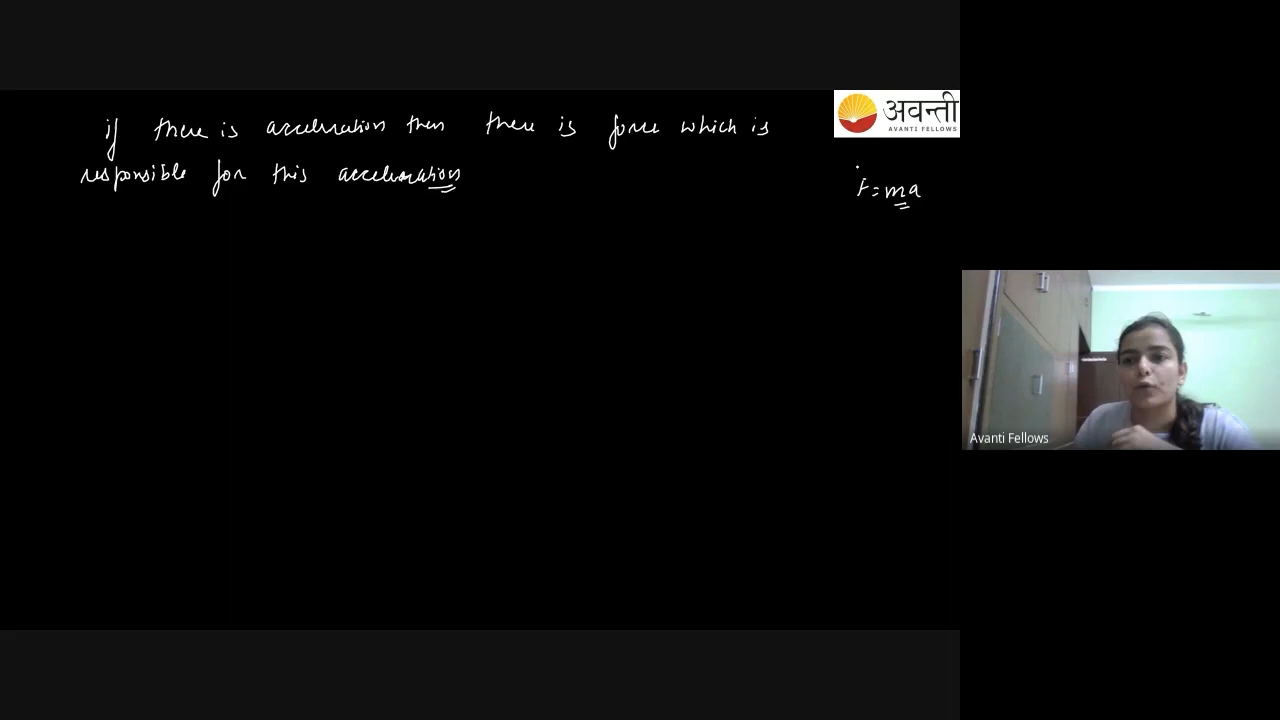 if there is acceleration then there is force which is
responsible for this acceleration
अवन्ती
AVANTI FELLOWS
F = ma
Avanti Fellows